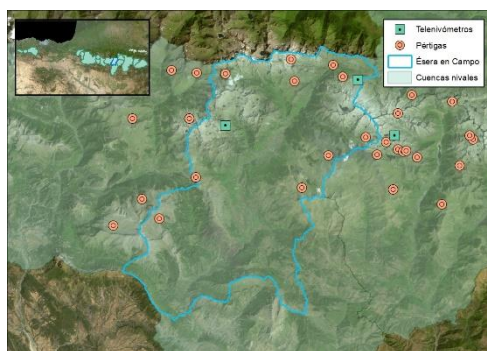 Telenivómetros
Pértigas
Ésera en Campo
Cuencas nivales